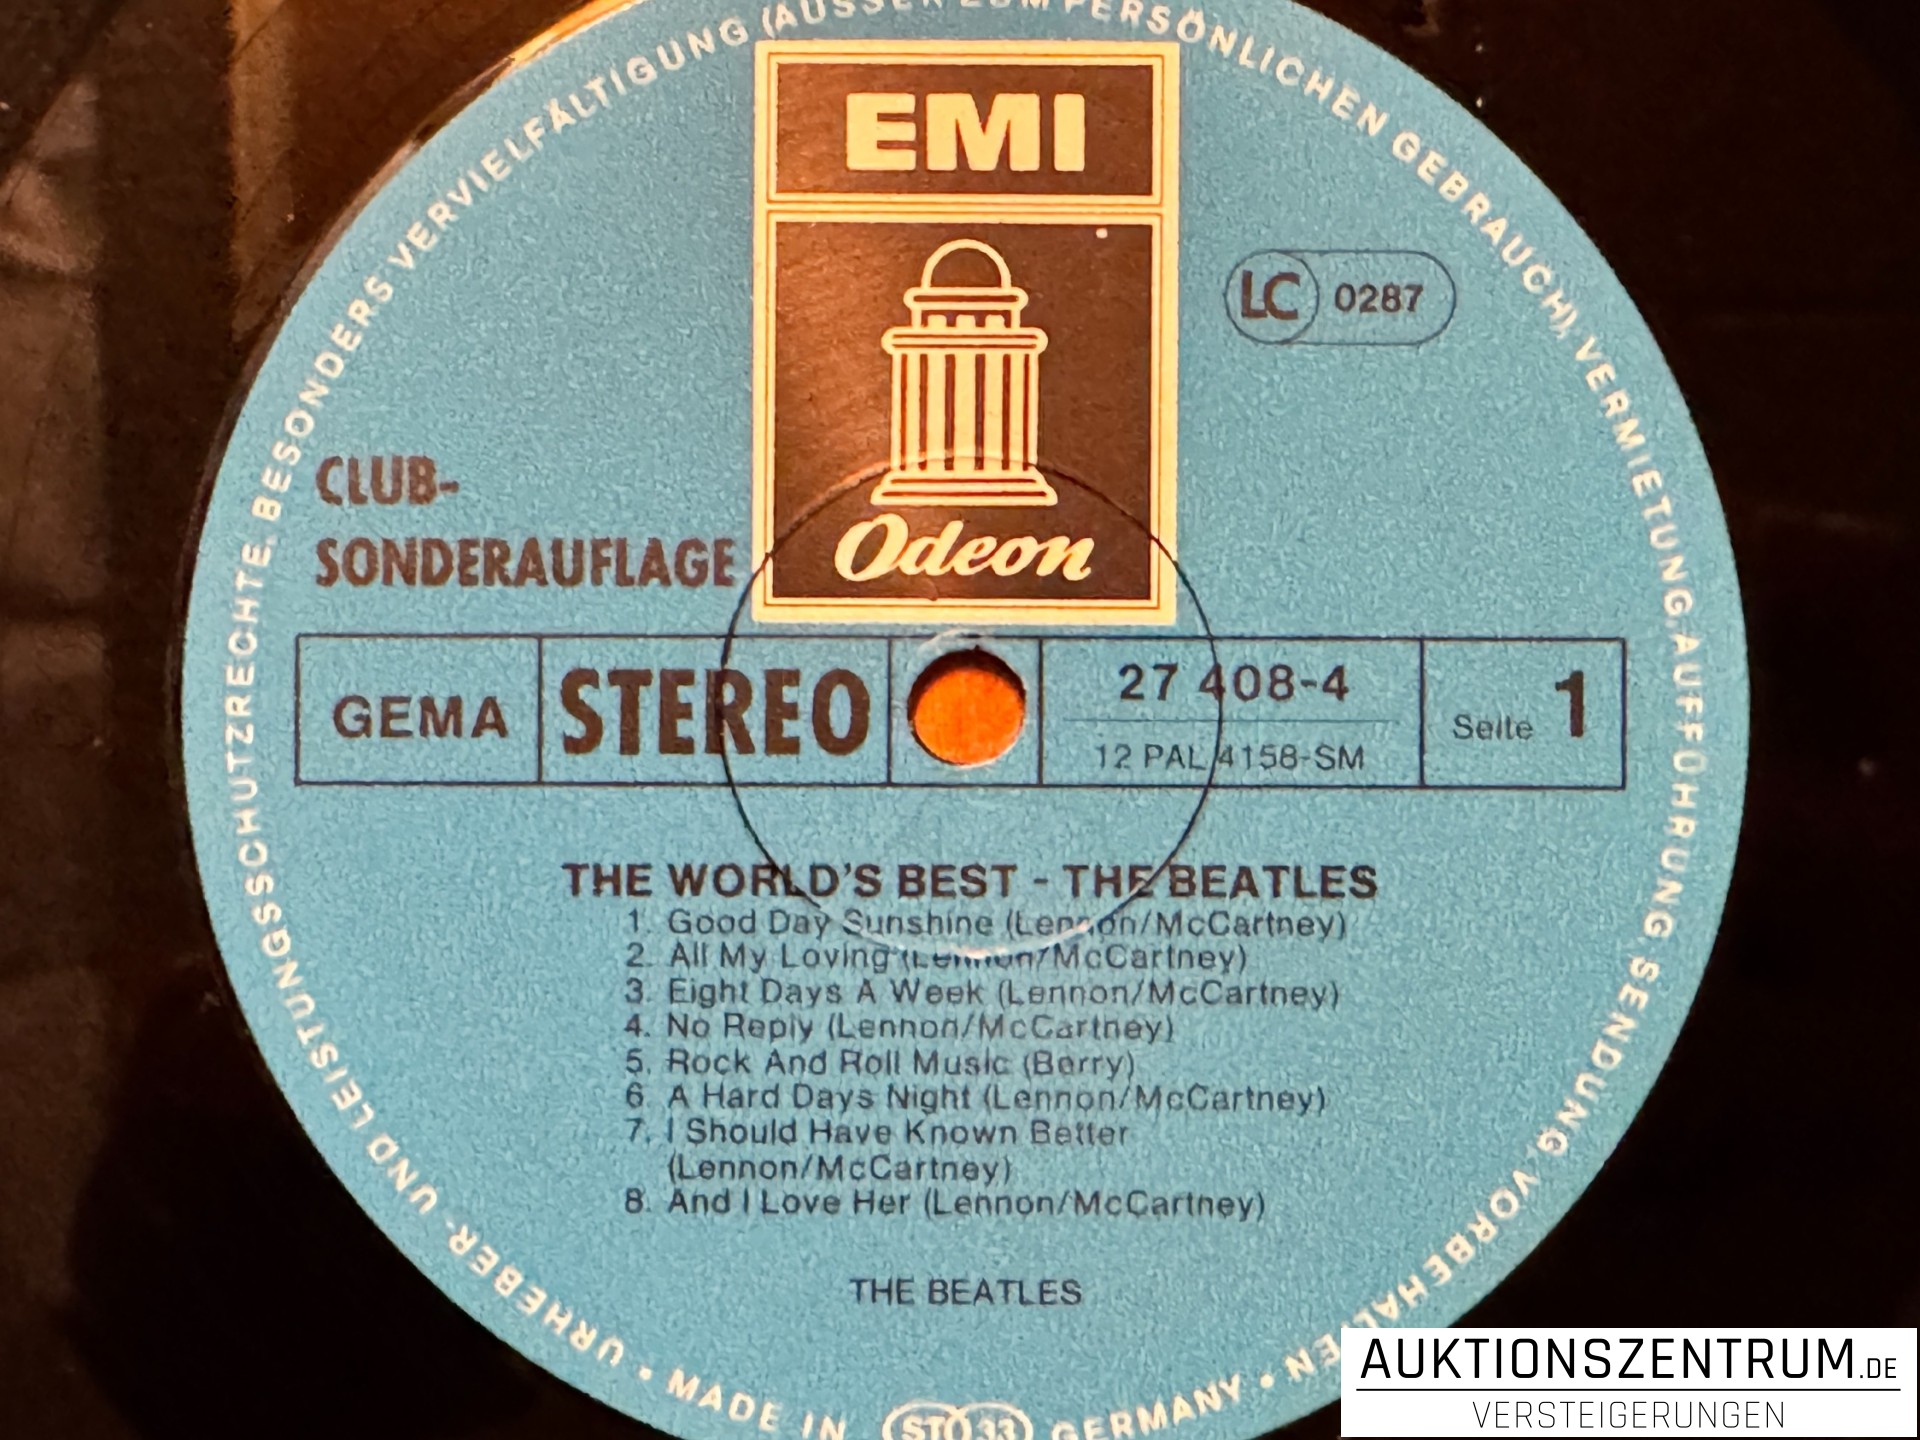 URHEBER- UND LEISTUNGSSCHUTZRECHTE, BESONDERS VERVIELFÄLTIGUNG (AUSSER ZUM PERSÖNLICHEN GEBRAUCH), VERMIETUNG, AUFFÜHRUNG, SENDUNG, VORBEHALTEN • MADE IN ST 33 GERMANY •
EMI
LC 0287
Odeon
CLUB-
SONDERAUFLAGE
GEMA STEREO 27 408-4 Seite 1
12 PAL 4158-SM
THE WORLD'S BEST - THE BEATLES
1. Good Day Sunshine (Lennon/McCartney)
2. All My Loving (Lennon/McCartney)
3. Eight Days A Week (Lennon/McCartney)
4. No Reply (Lennon/McCartney)
5. Rock And Roll Music (Berry)
6. A Hard Days Night (Lennon/McCartney)
7. I Should Have Known Better
(Lennon/McCartney)
8. And I Love Her (Lennon/McCartney)
THE BEATLES
AUKTIONSZENTRUM.DE
VERSTEIGERUNGEN